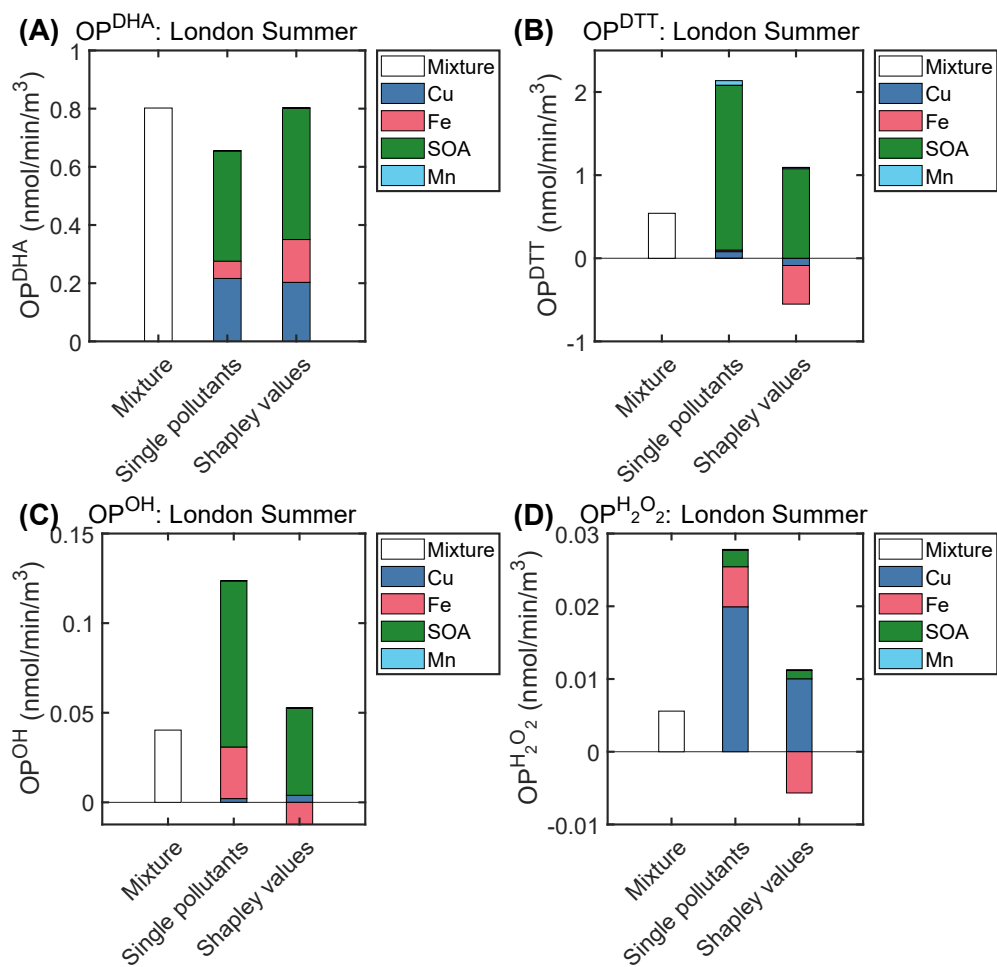 (A) OP^DHA: London Summer
OP^DHA (nmol/min/m^3)
1
0.8
0.6
0.4
0.2
0
Mixture
Single pollutants
Shapley values
Mixture
Cu
Fe
SOA
Mn
(B) OP^DTT: London Summer
OP^DTT (nmol/min/m^3)
2
1
0
-1
Mixture
Single pollutants
Shapley values
Mixture
Cu
Fe
SOA
Mn
(C) OP^OH: London Summer
OP^OH (nmol/min/m^3)
0.15
0.1
0.05
0
Mixture
Single pollutants
Shapley values
Mixture
Cu
Fe
SOA
Mn
(D) OP^H₂O₂: London Summer
OP^H₂O₂ (nmol/min/m^3)
0.03
0.02
0.01
0
-0.01
Mixture
Single pollutants
Shapley values
Mixture
Cu
Fe
SOA
Mn